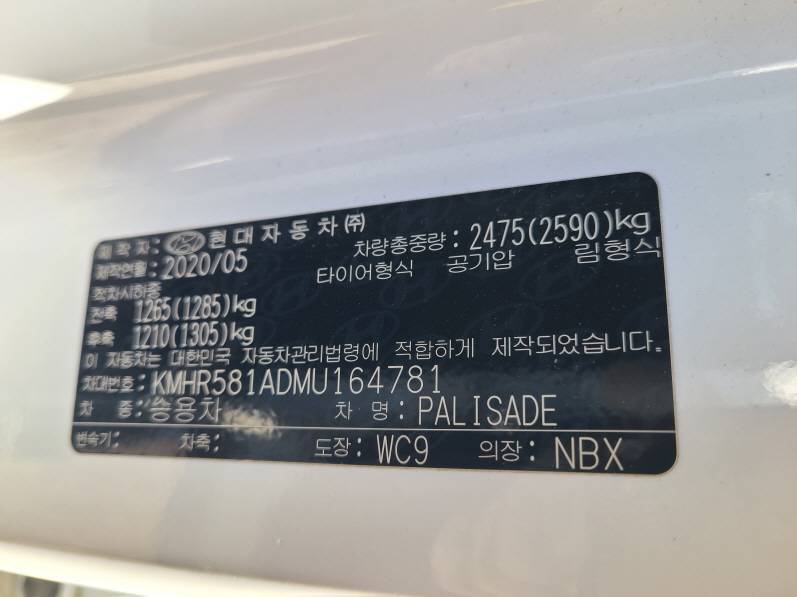 제작자: 현대자동차㈜
제작연월: 2020/05 차량총중량: 2475(2590)kg
적차시하중 타이어형식 공기압 림형식
전축 1265(1285)kg
후축 1210(1305)kg
이 자동차는 대한민국 자동차관리법령에 적합하게 제작되었습니다.
차대번호: KMHR581ADMU164781
차 종: 승용차 차 명: PALISADE
변속기: 차축: 도장: WC9 의장: NBX